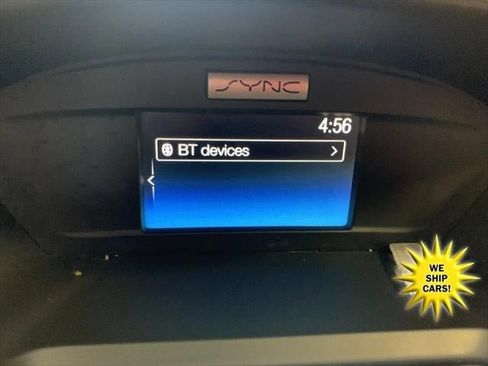 SYNC
4:56
BT devices
WE
SHIP
CARS!